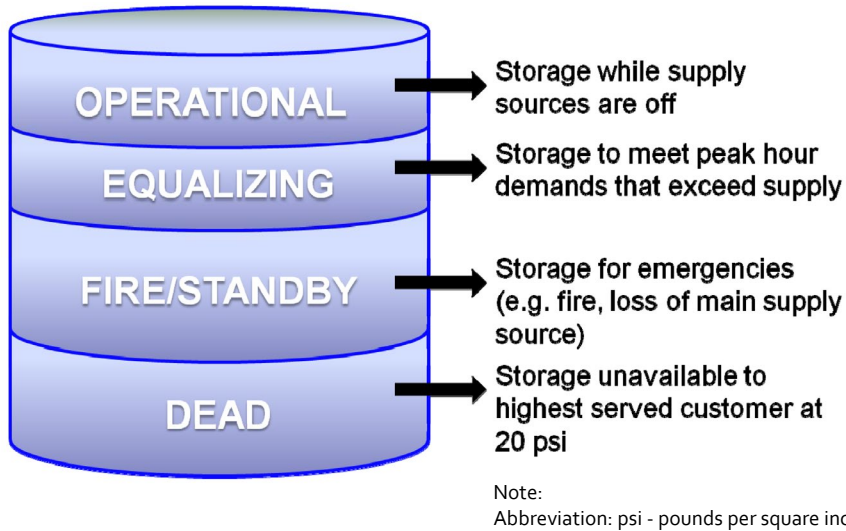 OPERATIONAL
Storage while supply
sources are off
EQUALIZING
Storage to meet peak hour
demands that exceed supply
FIRE/STANDBY
Storage for emergencies
(e.g. fire, loss of main supply
source)
DEAD
Storage unavailable to
highest served customer at
20 psi
Note:
Abbreviation: psi - pounds per square inc